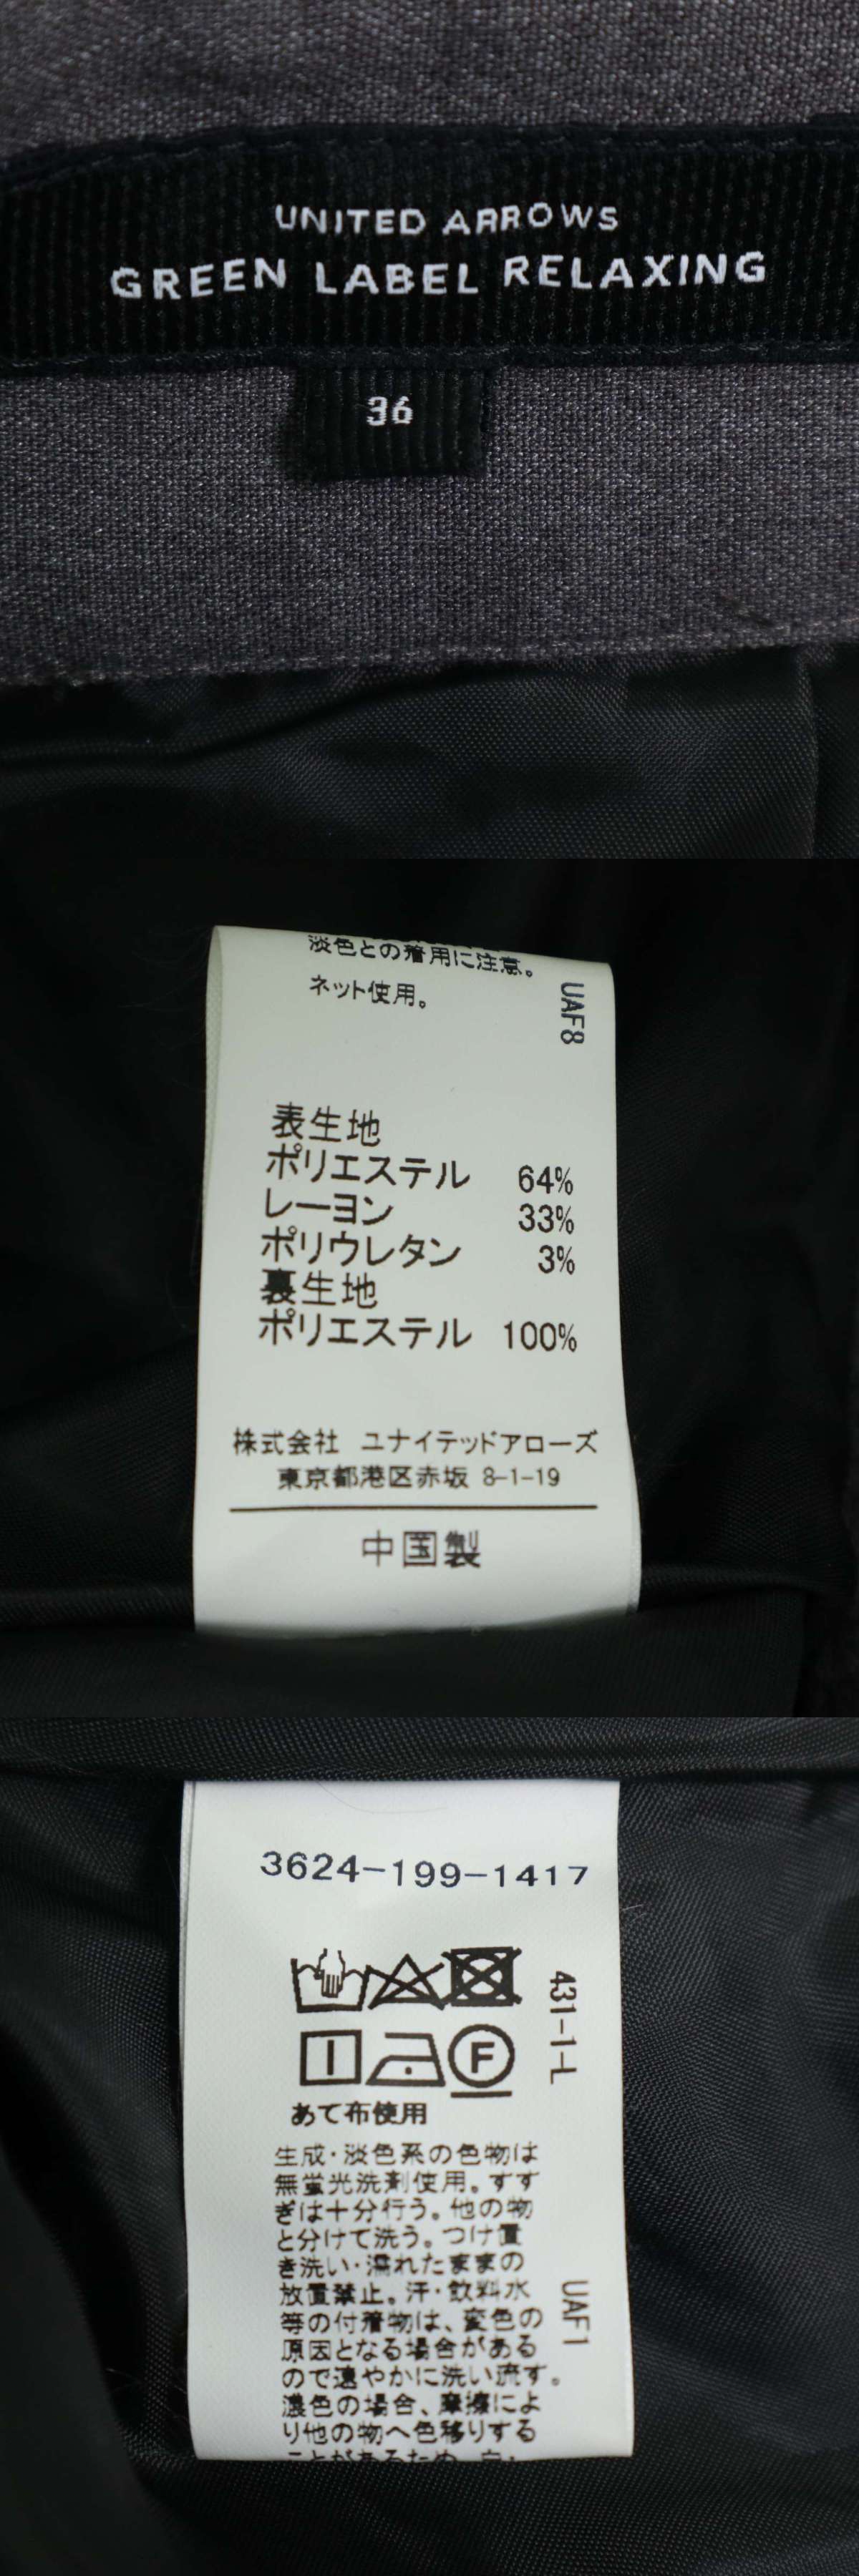 UNITED ARROWS
GREEN LABEL RELAXING
36
淡色との着用に注意。
ネット使用。
UAF8
表生地
ポリエステル 64%
レーヨン 33%
ポリウレタン 3%
裏生地
ポリエステル 100%
株式会社 ユナイテッドアローズ
東京都港区赤坂 8-1-19
中国製
3624-199-1417
431-1-L
F
あて布使用
生成・淡色系の色物は
無蛍光洗剤使用。すす
ぎは十分行う。他の物
と分けて洗う。つけ置
き洗い・濡れたままの
放置禁止。汗・飲料水
等の付着物は、変色の
原因となる場合がある
ので速やかに洗い流す。
濃色の場合、摩擦によ
り他の物へ色移りする
ことがあるため、白・
UAF1